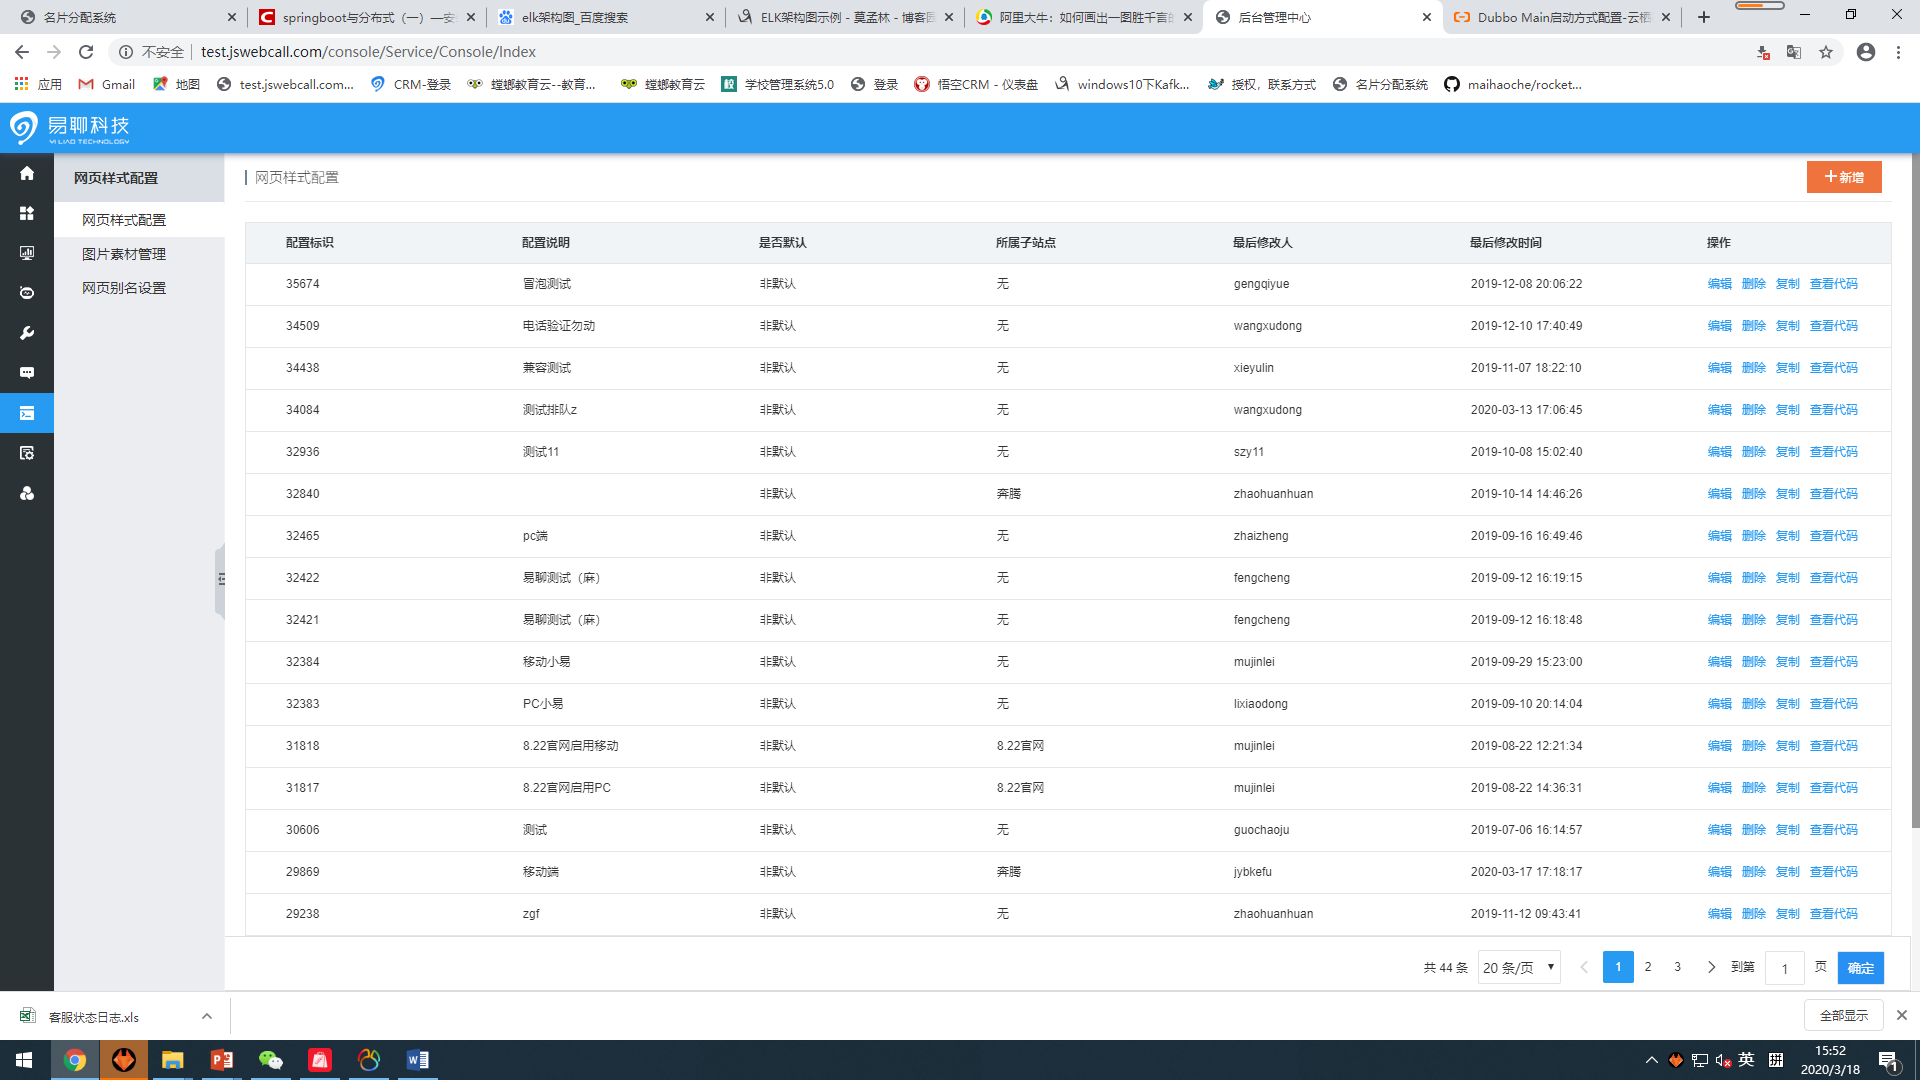 名片分配系统
springboot与分布式（一）—安
elk架构图_百度搜索
ELK架构图示例 - 莫孟林 - 博客园
阿里大牛：如何画出一图胜千言的
后台管理中心
Dubbo Main启动方式配置-云栖
不安全 test.jswebcall.com/console/Service/Console/Index
应用 Gmail 地图 test.jswebcall.com... CRM-登录 螳螂教育云--教育... 螳螂教育云 学校管理系统5.0 登录 悟空CRM - 仪表盘 windows10下Kafk... 授权，联系方式 名片分配系统 maihaoche/rocket...
易聊科技
YI LIAO TECHNOLOGY
网页样式配置
网页样式配置
图片素材管理
网页别名设置
网页样式配置
新增
配置标识 配置说明 是否默认 所属子站点 最后修改人 最后修改时间 操作
35674 冒泡测试 非默认 无 gengqiyue 2019-12-08 20:06:22 编辑 删除 复制 查看代码
34509 电话验证勿动 非默认 无 wangxudong 2019-12-10 17:40:49 编辑 删除 复制 查看代码
34438 兼容测试 非默认 无 xieyulin 2019-11-07 18:22:10 编辑 删除 复制 查看代码
34084 测试排队z 非默认 无 wangxudong 2020-03-13 17:06:45 编辑 删除 复制 查看代码
32936 测试11 非默认 无 szy11 2019-10-08 15:02:40 编辑 删除 复制 查看代码
32840 非默认 奔腾 zhaohuanhuan 2019-10-14 14:46:26 编辑 删除 复制 查看代码
32465 pc端 非默认 无 zhaizheng 2019-09-16 16:49:46 编辑 删除 复制 查看代码
32422 易聊测试（麻） 非默认 无 fengcheng 2019-09-12 16:19:15 编辑 删除 复制 查看代码
32421 易聊测试（麻） 非默认 无 fengcheng 2019-09-12 16:18:48 编辑 删除 复制 查看代码
32384 移动小易 非默认 无 mujinlei 2019-09-29 15:23:00 编辑 删除 复制 查看代码
32383 PC小易 非默认 无 lixiaodong 2019-09-10 20:14:04 编辑 删除 复制 查看代码
31818 8.22官网启用移动 非默认 8.22官网 mujinlei 2019-08-22 12:21:34 编辑 删除 复制 查看代码
31817 8.22官网启用PC 非默认 8.22官网 mujinlei 2019-08-22 14:36:31 编辑 删除 复制 查看代码
30606 测试 非默认 无 guochaoju 2019-07-06 16:14:57 编辑 删除 复制 查看代码
29869 移动端 非默认 奔腾 jybkefu 2020-03-17 17:18:17 编辑 删除 复制 查看代码
29238 zgf 非默认 无 zhaohuanhuan 2019-11-12 09:43:41 编辑 删除 复制 查看代码
共 44 条 20 条/页 1 2 3 到第 1 页 确定
客服状态日志.xls
全部显示
英 拼
15:52
2020/3/18
1